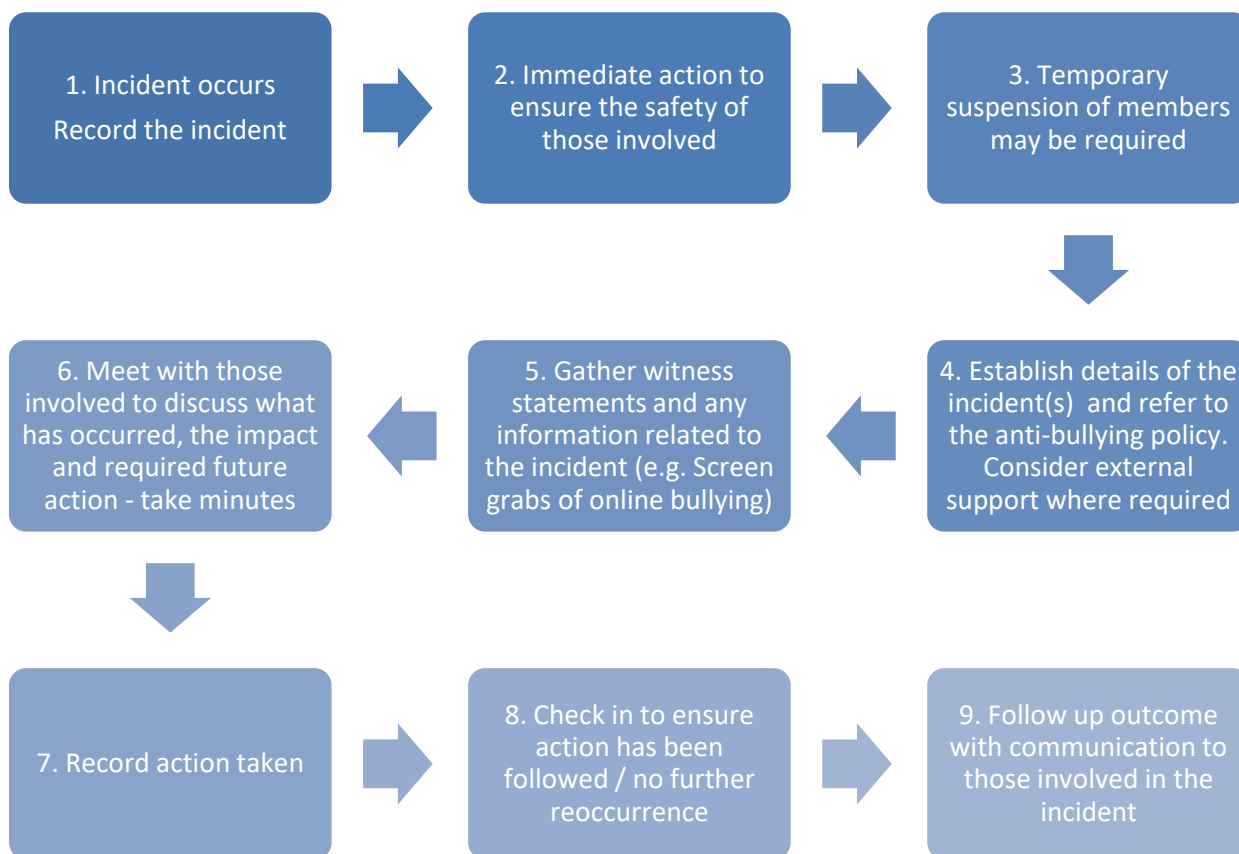 1. Incident occurs
Record the incident
2. Immediate action to
ensure the safety of
those involved
3. Temporary
suspension of members
may be required
4. Establish details of the
incident(s)  and refer to
the anti-bullying policy.
Consider external
support where required
5. Gather witness
statements and any
information related to
the incident (e.g. Screen
grabs of online bullying)
6. Meet with those
involved to discuss what
has occurred, the impact
and required future
action - take minutes
7. Record action taken
8. Check in to ensure
action has been
followed / no further
reoccurrence
9. Follow up outcome
with communication to
those involved in the
incident